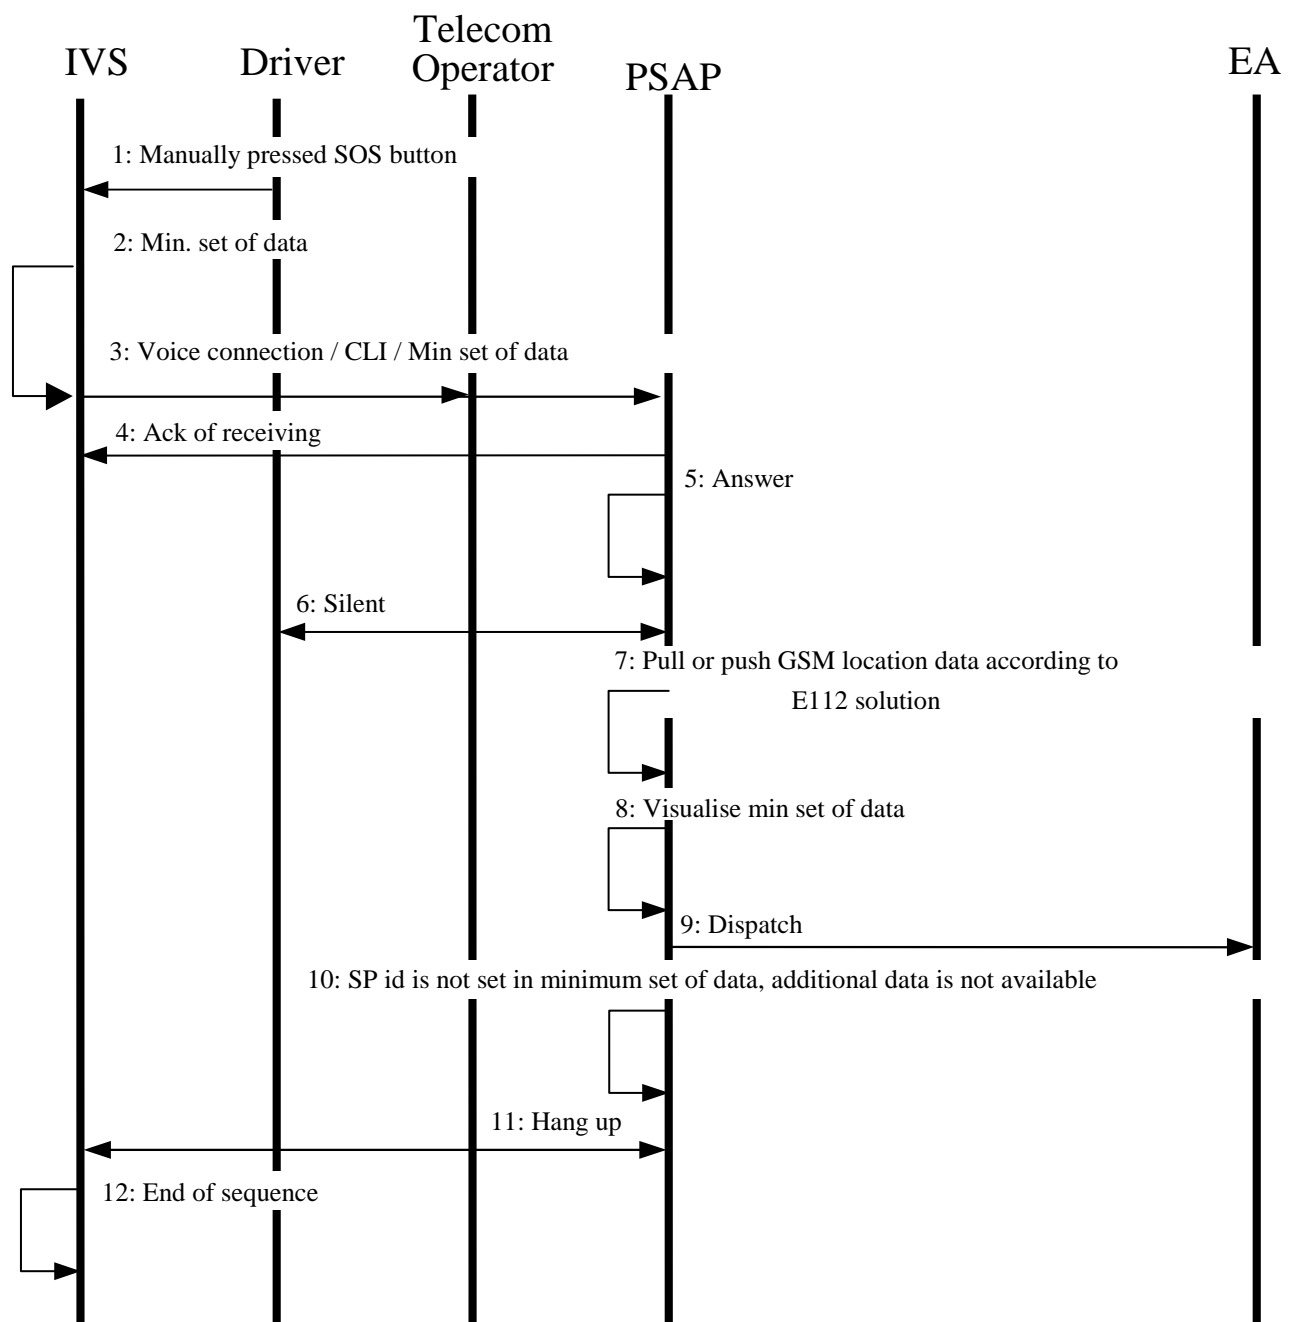 IVS
Driver
Telecom
Operator
PSAP
EA
1: Manually pressed SOS button
2: Min. set of data
3: Voice connection / CLI / Min set of data
4: Ack of receiving
5: Answer
6: Silent
7: Pull or push GSM location data according to
E112 solution
8: Visualise min set of data
9: Dispatch
10: SP id is not set in minimum set of data, additional data is not available
11: Hang up
12: End of sequence